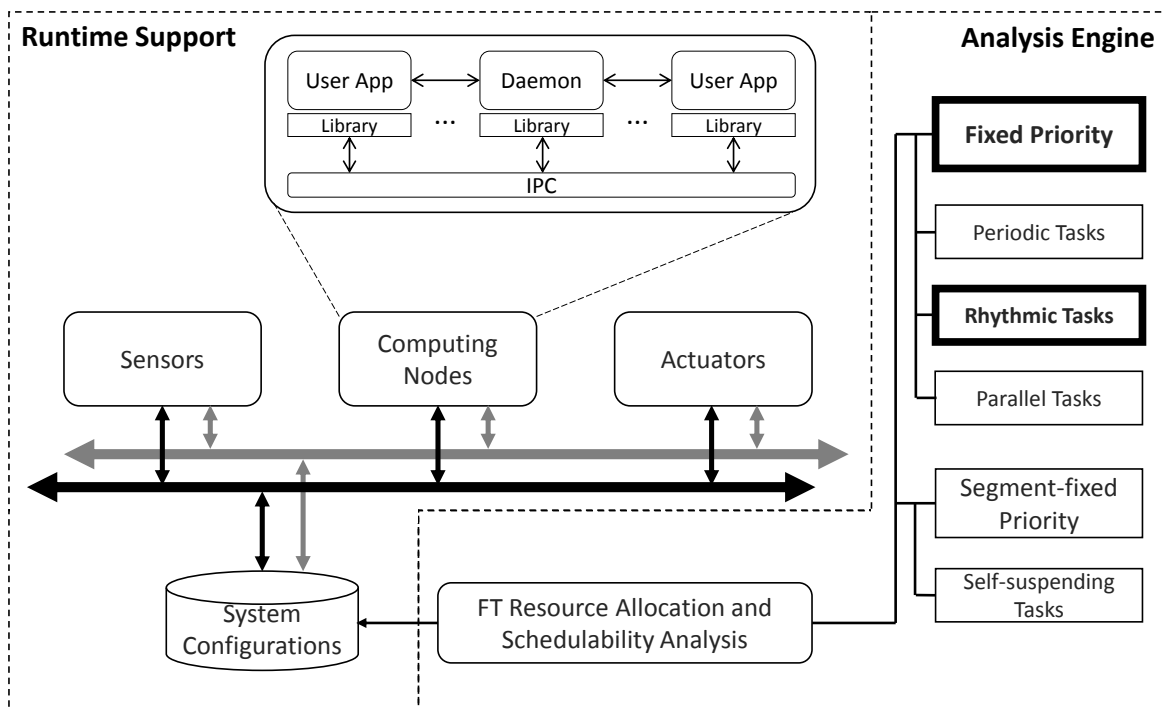 Runtime Support
Analysis Engine
User App
Daemon
User App
Library
...
Library
...
Library
IPC
Fixed Priority
Periodic Tasks
Rhythmic Tasks
Parallel Tasks
Sensors
Computing
Nodes
Actuators
Segment-fixed
Priority
Self-suspending
Tasks
System
Configurations
FT Resource Allocation and
Schedulability Analysis